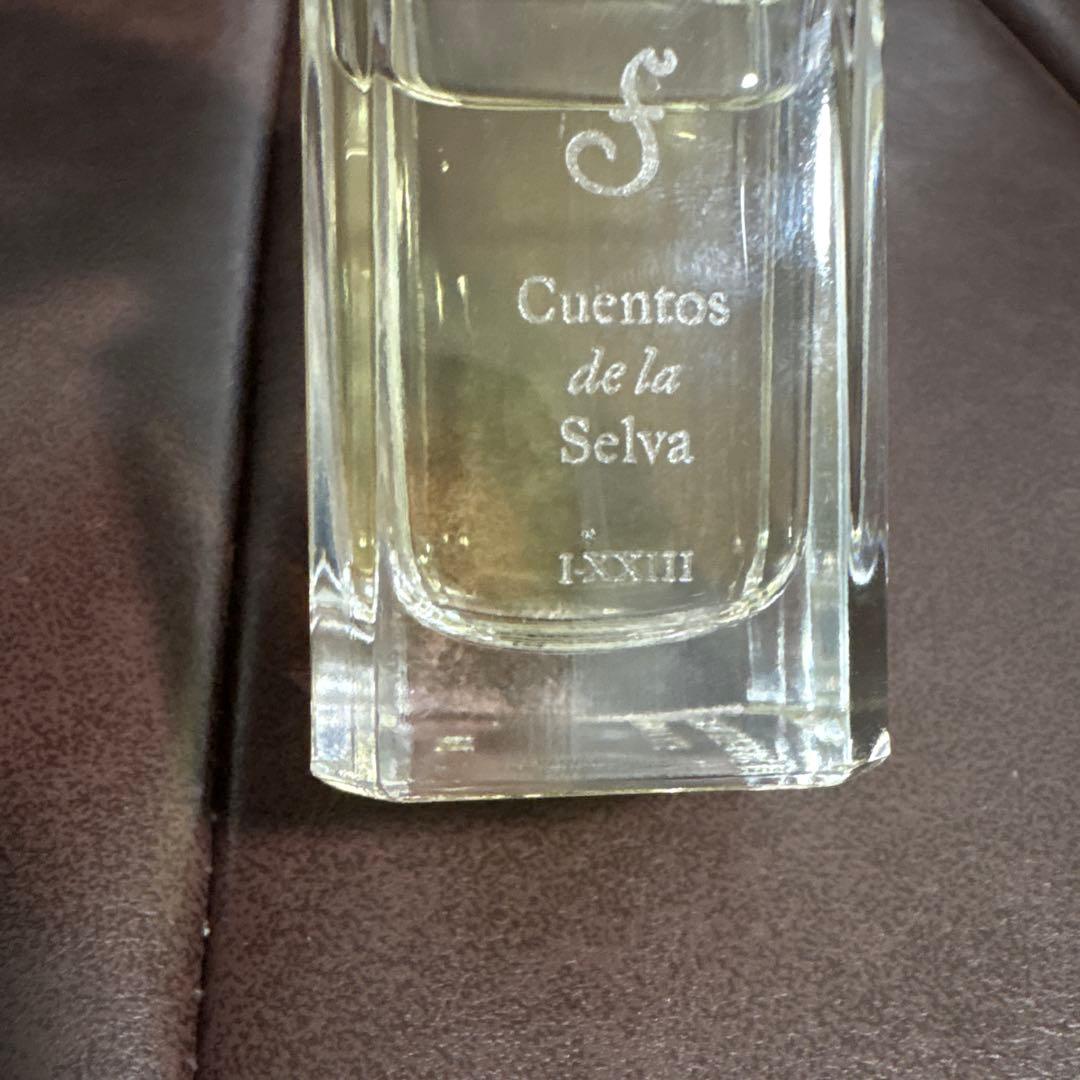 f
Cuentos
de la
Selva
I-XXIII